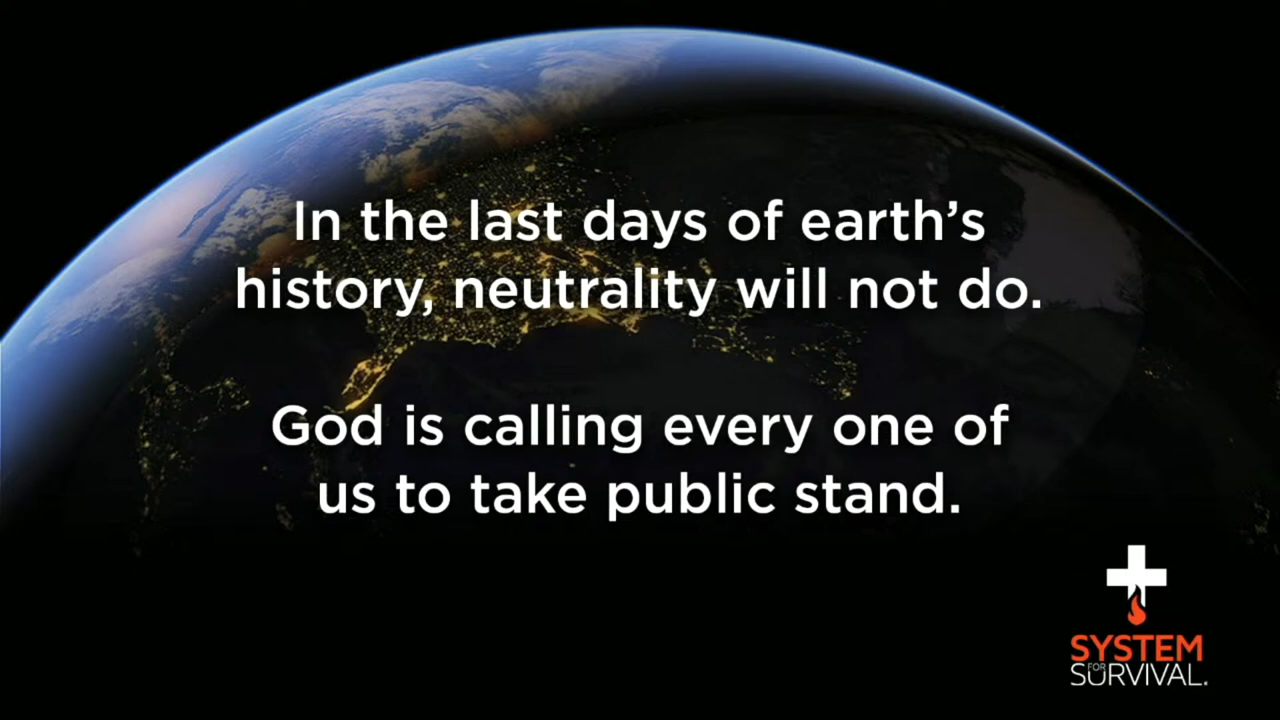 In the last days of earth’s
history, neutrality will not do.
God is calling every one of
us to take public stand.
SYSTEM
FOR
SURVIVAL.